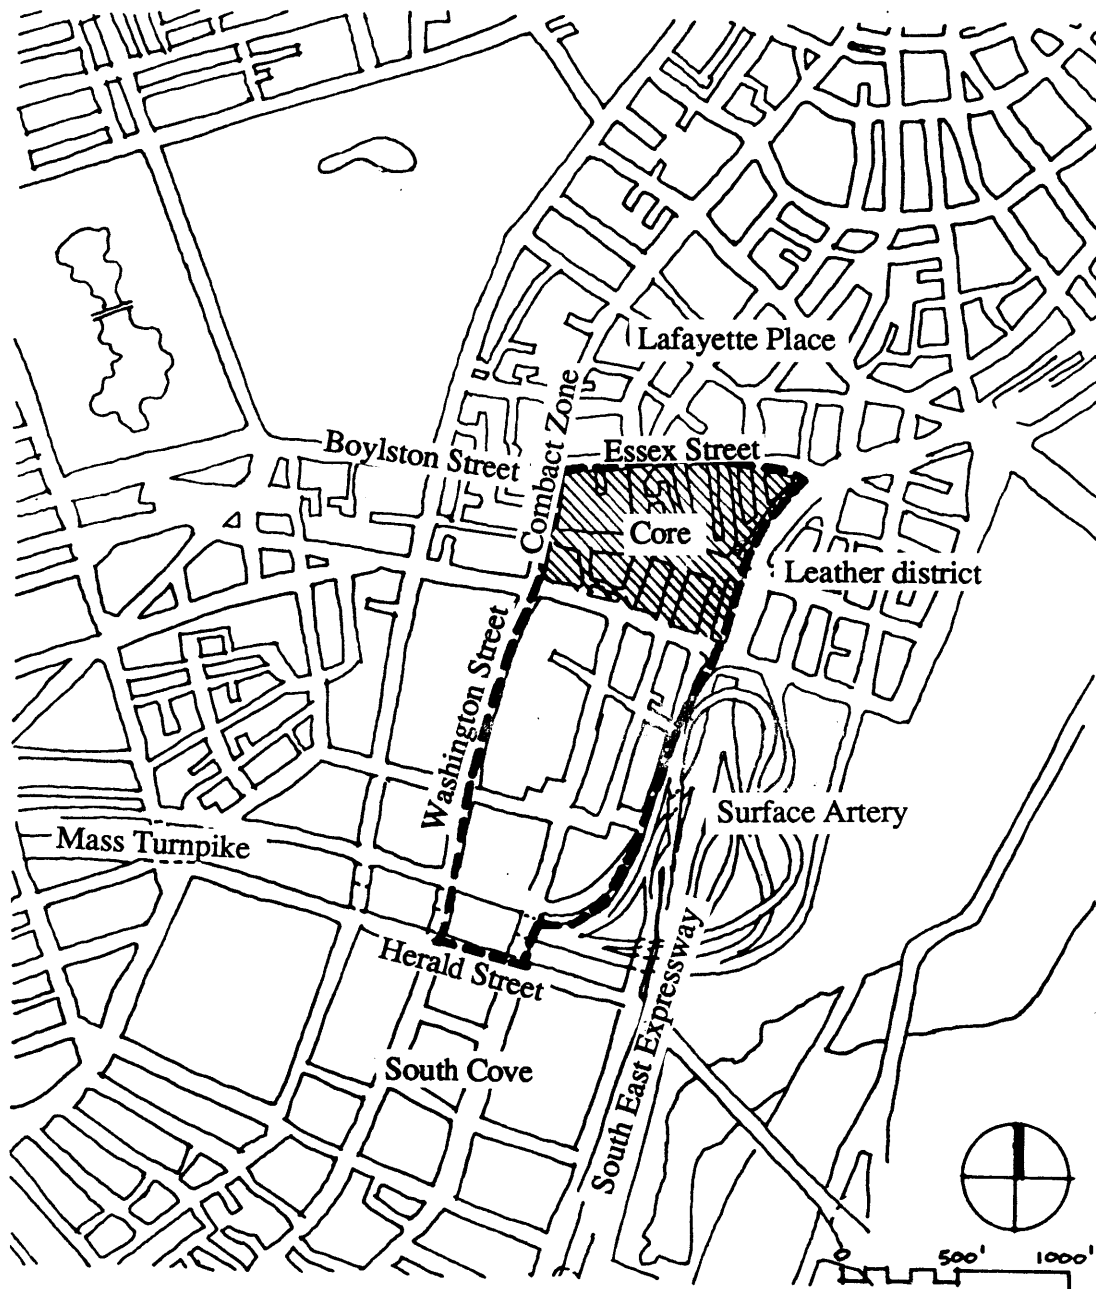 Lafayette Place
Combact Zone
Boylston Street
Essex Street
Core
Leather district
Washington Street
Surface Artery
Mass Turnpike
Herald Street
South East Expressway
South Cove
0 500' 1000'